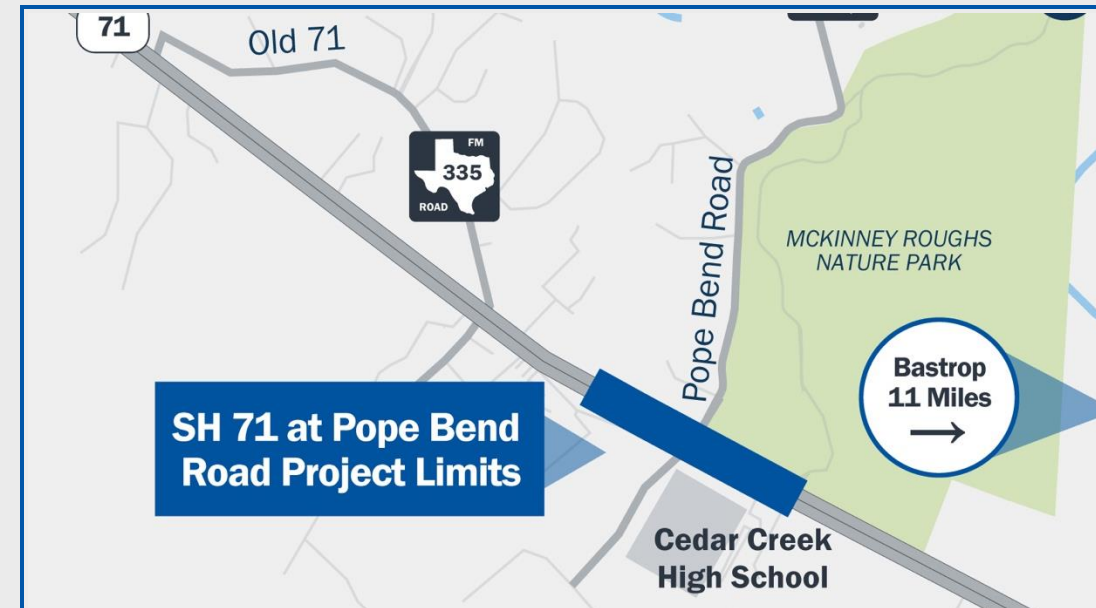 71
Old 71
FM
335
ROAD
Pope Bend Road
MCKINNEY ROUGHS
NATURE PARK
Bastrop
11 Miles
→
SH 71 at Pope Bend
Road Project Limits
Cedar Creek
High School